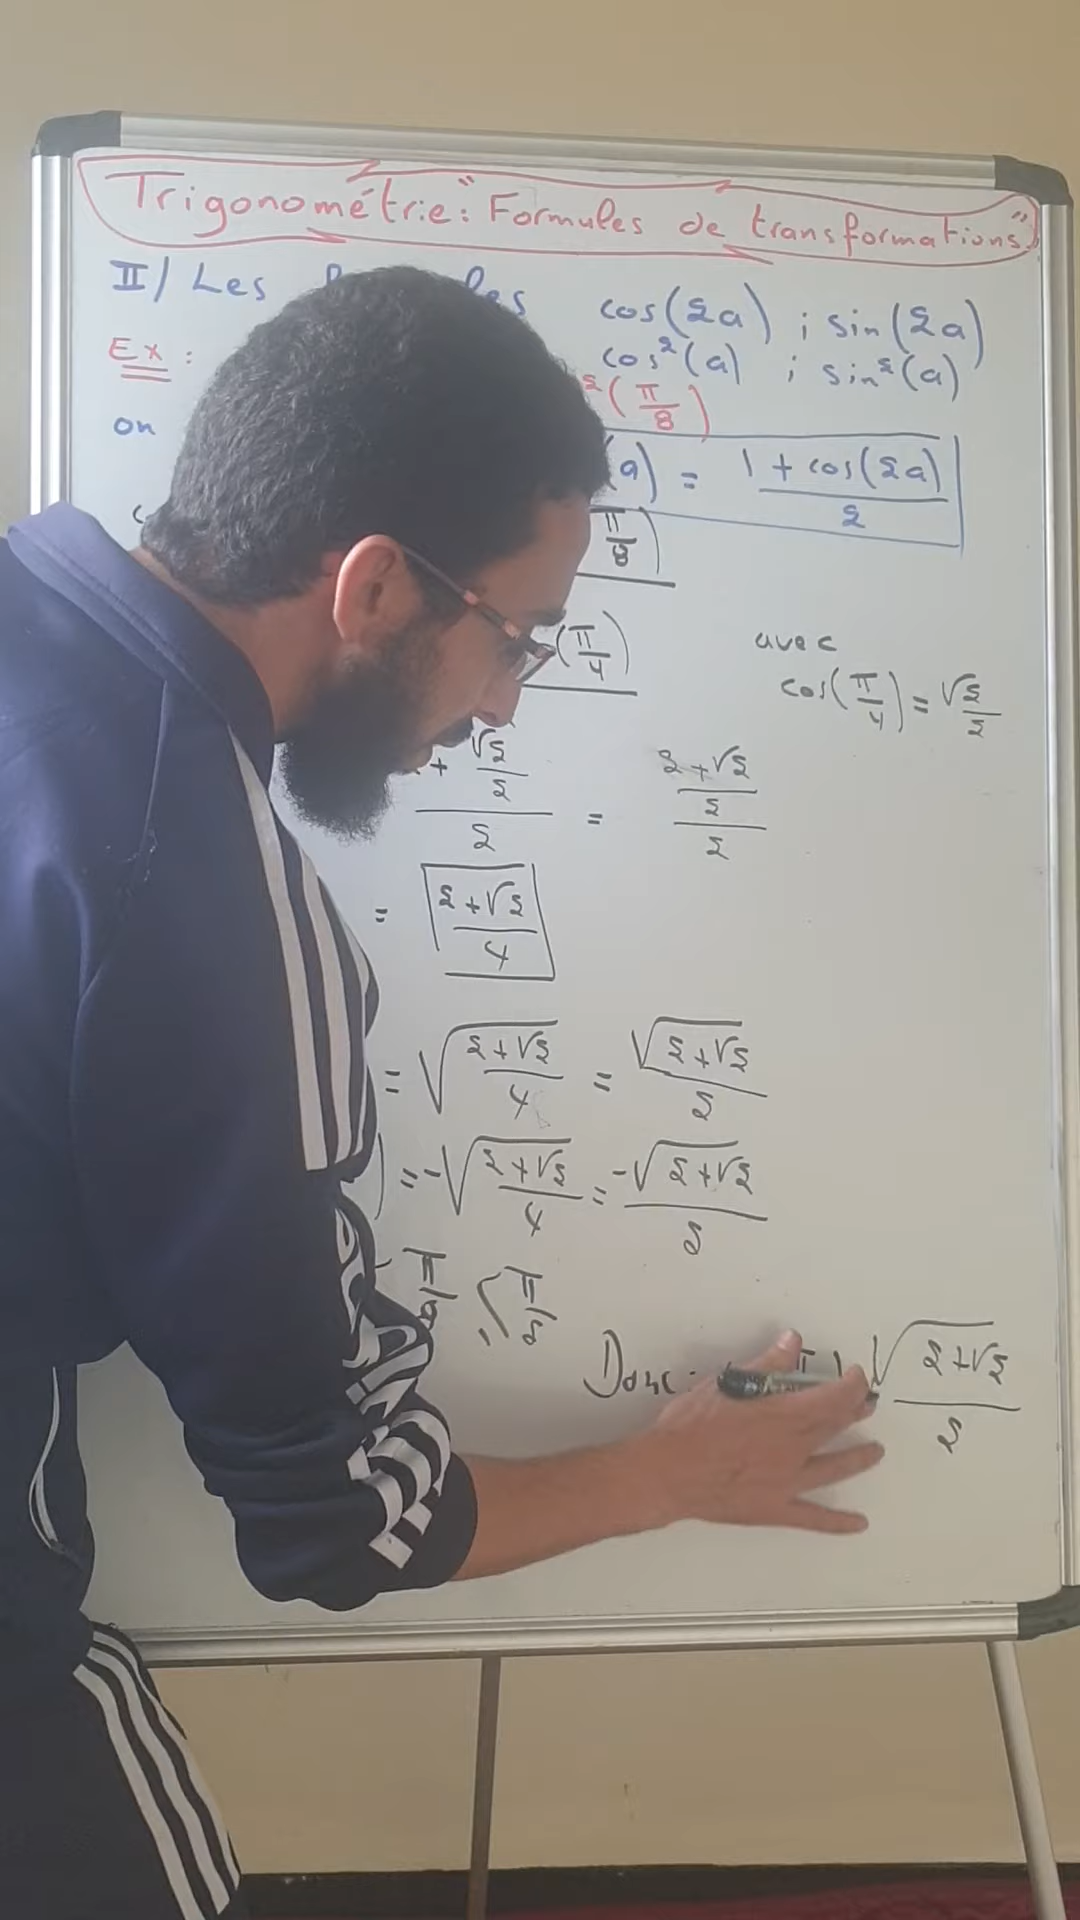 Trigonométrie: "Formules de transformations"
II/ Les cos(2a) ; sin(2a)
Ex : cos²(a) ; sin²(a)
²(π/8)
on (a) = (1 + cos(2a))/2
π/8)
(π/4) avec
cos(π/4) = √2/2
(+ √2/2)/2 = ((2+√2)/2)/2
= (2+√2)/4
= √((2+√2)/4) = √(2+√2)/2
) = -√((2+√2)/4) = -√(2+√2)/2
π/8 < π/2
Donc: √(2+√2)/2